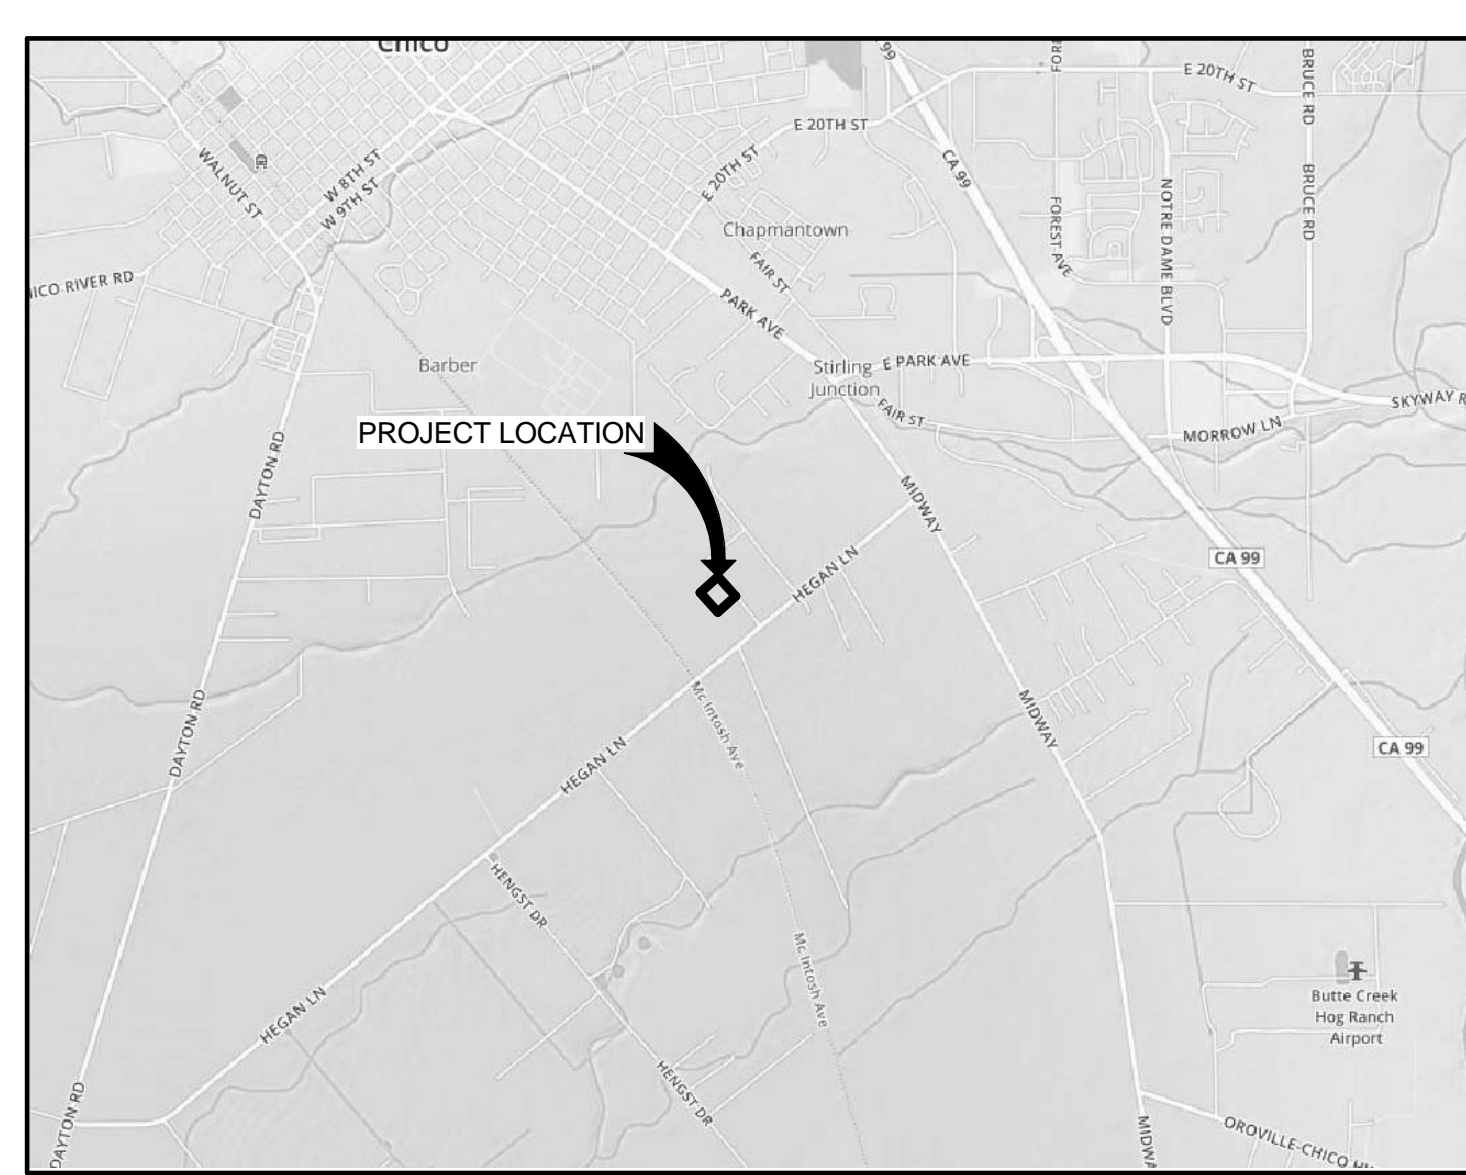 Chico
99
FOR
BRUCE RD
E 20TH ST
E 20TH ST
CA 99
E 20TH ST
WALNUT ST
W 8TH ST
W 9TH ST
BRUCE RD
NOTRE DAME BLVD
FOREST AVE
Chapmantown
FAIR ST
ICO RIVER RD
PARK AVE
Barber
Stirling
Junction
E PARK AVE
SKYWAY R
FAIR ST
MORROW LN
PROJECT LOCATION
DAYTON RD
MIDWAY
CA 99
HEGAN LN
DAYTON RD
Mc Intosh Ave
MIDWAY
CA 99
HEGAN LN
HENGST DR
Mc Intosh Ave
Butte Creek
Hog Ranch
Airport
HEGAN LN
HENGST DR
DAYTON RD
MIDWA
OROVILLE-CHICO